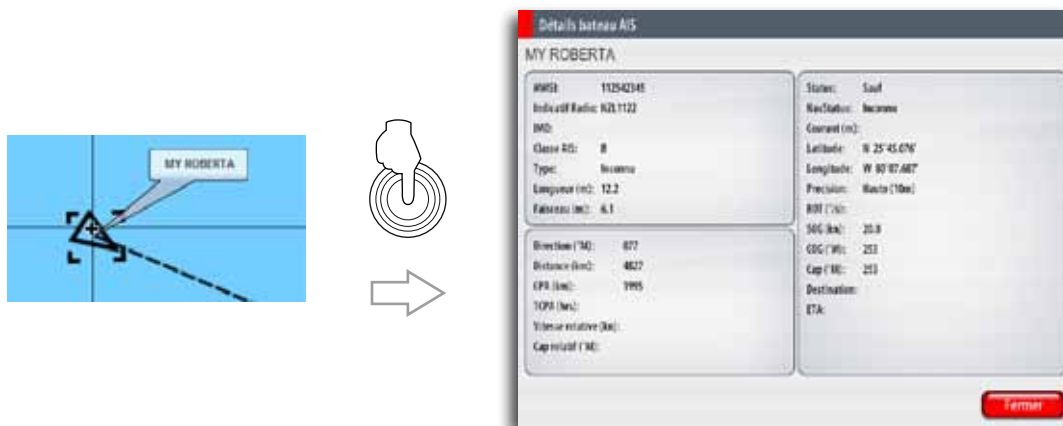 MY ROBERTA
Détails bateau AIS
MY ROBERTA
MMSI: 112542345
Indicatif Radio: HZL1122
IMO:
Classe AIS: B
Type: Inconnu
Longueur (m): 12.2
Faisceau (m): 6.1
Direction (°M): 077
Distance (km): 4827
CPA (km): 3995
TCPA (hrs):
Vitesse relative (kn):
Cap relatif (°M):
Status: Sauf
NavStatus: Inconnu
Courant (m):
Latitude: N 25°45.076'
Longitude: W 80°07.687'
Precision: Haute (10m)
ROT (°/s):
SOG (kn): 20.8
COG (°M): 253
Cap (°M): 253
Destination:
ETA:
Fermer